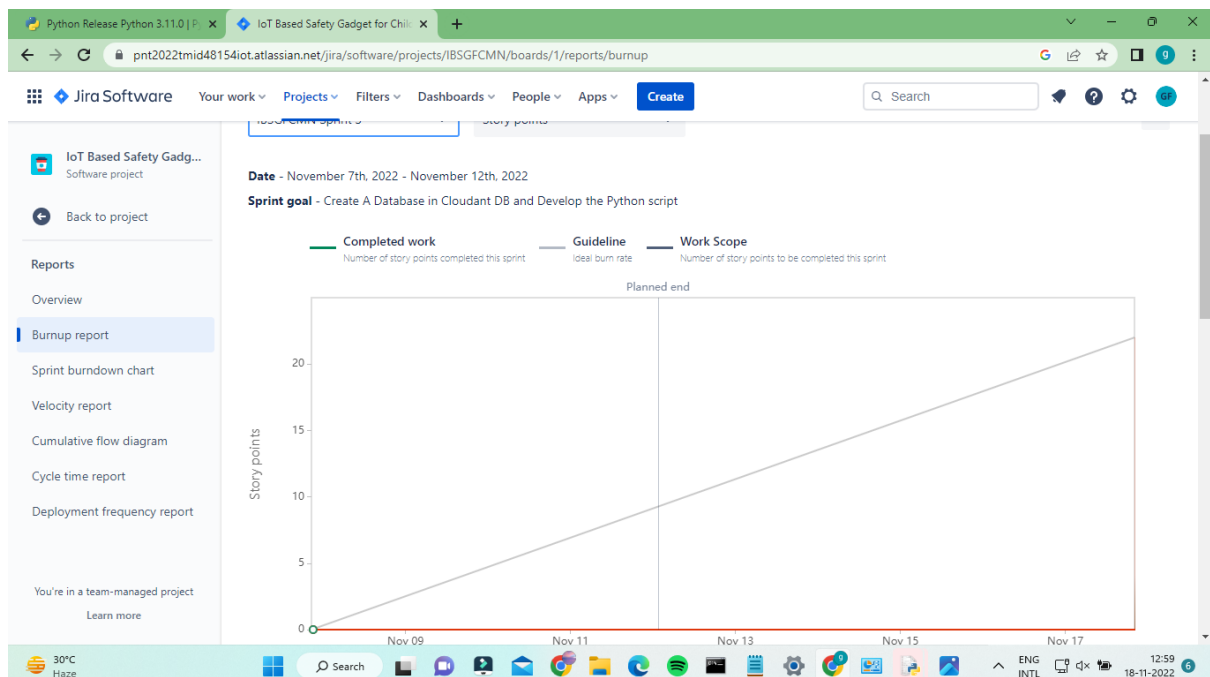 Python Release Python 3.11.0 | Py
IoT Based Safety Gadget for Chil
pnt2022tmid48154iot.atlassian.net/jira/software/projects/IBSGFCMN/boards/1/reports/burnup
G
g
Jira Software
Your work
Projects
Filters
Dashboards
People
Apps
Create
Search
GF
IBSGFCMN Sprint 3
Story points
IoT Based Safety Gadg...
Software project
Back to project
Reports
Overview
Burnup report
Sprint burndown chart
Velocity report
Cumulative flow diagram
Cycle time report
Deployment frequency report
You're in a team-managed project
Learn more
Date - November 7th, 2022 - November 12th, 2022
Sprint goal - Create A Database in Cloudant DB and Develop the Python script
Completed work
Number of story points completed this sprint
Guideline
Ideal burn rate
Work Scope
Number of story points to be completed this sprint
Planned end
Story points
20
15
10
5
0
Nov 09
Nov 11
Nov 13
Nov 15
Nov 17
30°C
Haze
Search
ENG
INTL
12:59
18-11-2022
6